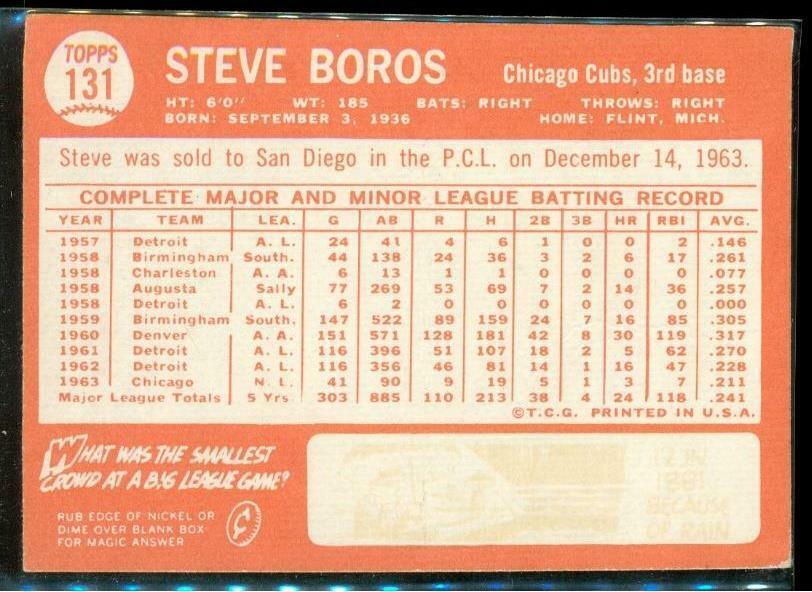 TOPPS
131
STEVE BOROS
Chicago Cubs, 3rd base
HT: 6'0" WT: 185 BATS: RIGHT THROWS: RIGHT
BORN: SEPTEMBER 3, 1936 HOME: FLINT, MICH.
Steve was sold to San Diego in the P.C.L. on December 14, 1963.
COMPLETE MAJOR AND MINOR LEAGUE BATTING RECORD
YEAR TEAM LEA. G AB R H 2B 3B HR RBI AVG.
1957 Detroit A. L. 24 41 4 6 1 0 0 2 .146
1958 Birmingham South. 44 138 24 36 3 2 6 17 .261
1958 Charleston A. A. 6 13 1 1 0 0 0 0 .077
1958 Augusta Sally 77 269 53 69 7 2 14 36 .257
1958 Detroit A. L. 6 2 0 0 0 0 0 0 .000
1959 Birmingham South. 147 522 89 159 24 7 16 85 .305
1960 Denver A. A. 151 571 128 181 42 8 30 119 .317
1961 Detroit A. L. 116 396 51 107 18 2 5 62 .270
1962 Detroit A. L. 116 356 46 81 14 1 16 47 .228
1963 Chicago N. L. 41 90 9 19 5 1 3 7 .211
Major League Totals 5 Yrs. 303 885 110 213 38 4 24 118 .241
©T.C.G. PRINTED IN U.S.A.
WHAT WAS THE SMALLEST
CROWD AT A BIG LEAGUE GAME?
RUB EDGE OF NICKEL OR
DIME OVER BLANK BOX
FOR MAGIC ANSWER
12 IN
BECAUSE
OF RAIN